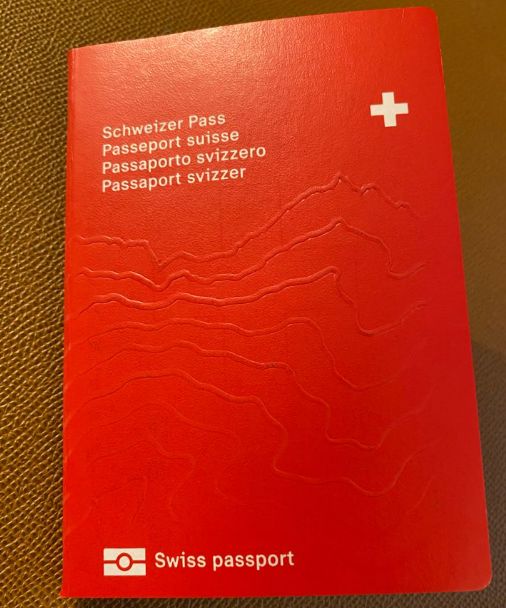 Schweizer Pass
Passeport suisse
Passaporto svizzero
Passaport svizzer
Swiss passport